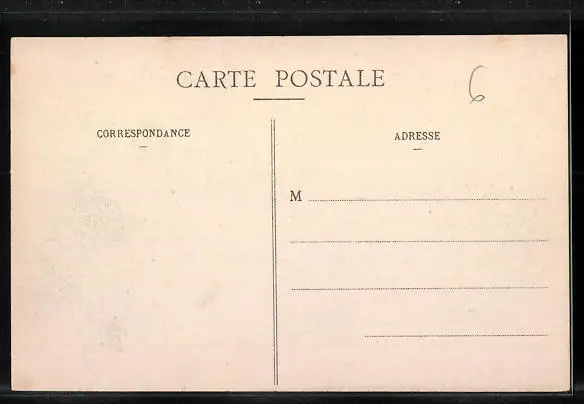 CARTE POSTALE
6
CORRESPONDANCE
ADRESSE
M